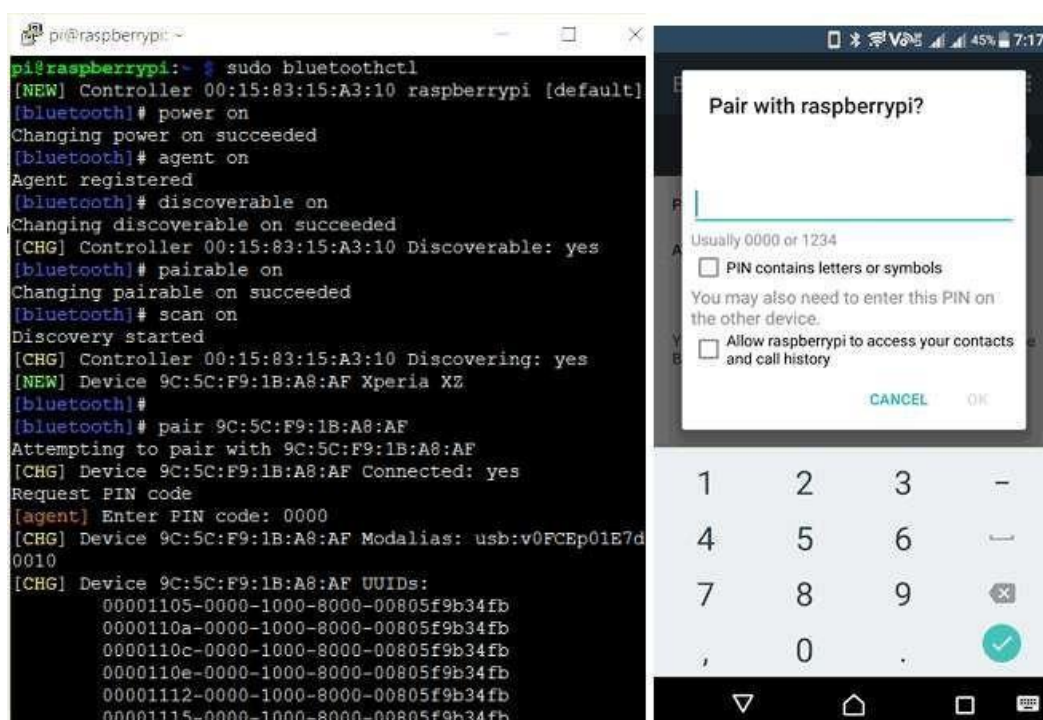 pi@raspberrypi: ~
pi@raspberrypi:~ $ sudo bluetoothctl
[NEW] Controller 00:15:83:15:A3:10 raspberrypi [default]
[bluetooth]# power on
Changing power on succeeded
[bluetooth]# agent on
Agent registered
[bluetooth]# discoverable on
Changing discoverable on succeeded
[CHG] Controller 00:15:83:15:A3:10 Discoverable: yes
[bluetooth]# pairable on
Changing pairable on succeeded
[bluetooth]# scan on
Discovery started
[CHG] Controller 00:15:83:15:A3:10 Discovering: yes
[NEW] Device 9C:5C:F9:1B:A8:AF Xperia XZ
[bluetooth]#
[bluetooth]# pair 9C:5C:F9:1B:A8:AF
Attempting to pair with 9C:5C:F9:1B:A8:AF
[CHG] Device 9C:5C:F9:1B:A8:AF Connected: yes
Request PIN code
[agent] Enter PIN code: 0000
[CHG] Device 9C:5C:F9:1B:A8:AF Modalias: usb:v0FCEp01E7d
0010
[CHG] Device 9C:5C:F9:1B:A8:AF UUIDs:
00001105-0000-1000-8000-00805f9b34fb
0000110a-0000-1000-8000-00805f9b34fb
0000110c-0000-1000-8000-00805f9b34fb
0000110e-0000-1000-8000-00805f9b34fb
00001112-0000-1000-8000-00805f9b34fb
00001115-0000-1000-8000-00805f9b34fb
45% 7:17
Pair with raspberrypi?
Usually 0000 or 1234
PIN contains letters or symbols
You may also need to enter this PIN on
the other device.
Allow raspberrypi to access your contacts
and call history
CANCEL OK
1 2 3 -
4 5 6
7 8 9
, 0 .